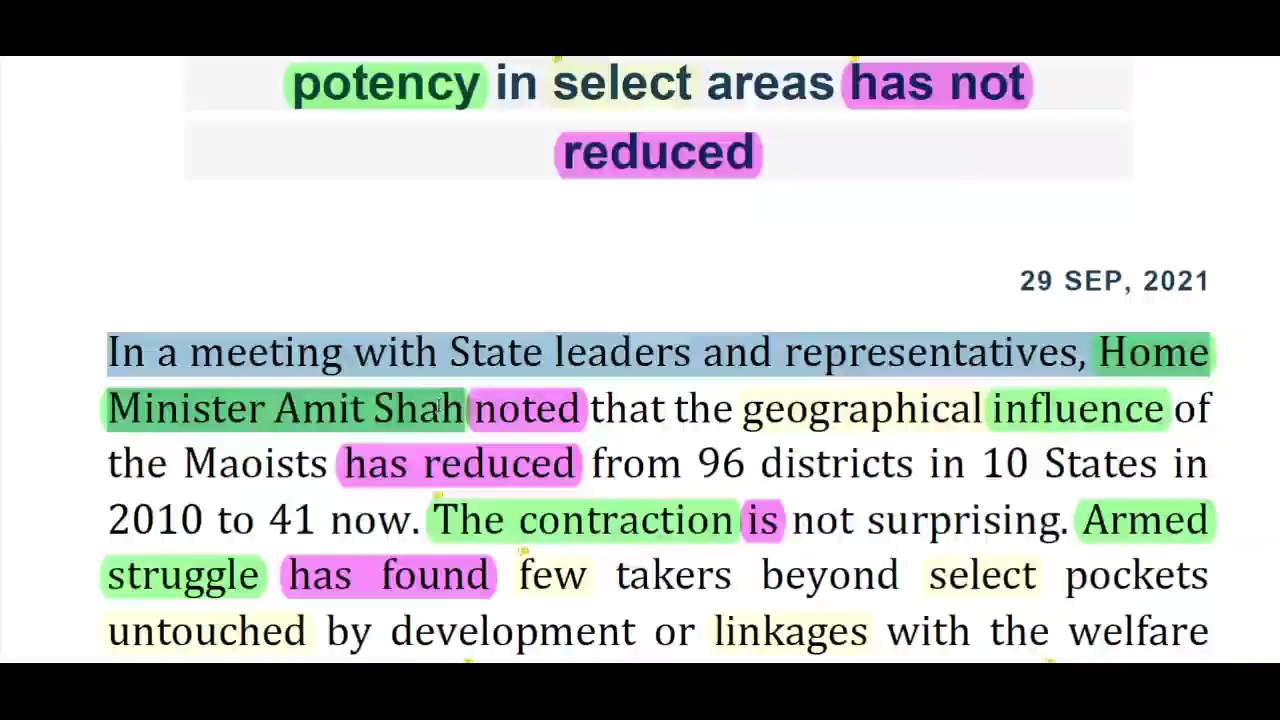 potency in select areas has not
reduced
29 SEP, 2021
In a meeting with State leaders and representatives, Home
Minister Amit Shah noted that the geographical influence of
the Maoists has reduced from 96 districts in 10 States in
2010 to 41 now. The contraction is not surprising. Armed
struggle has found few takers beyond select pockets
untouched by development or linkages with the welfare